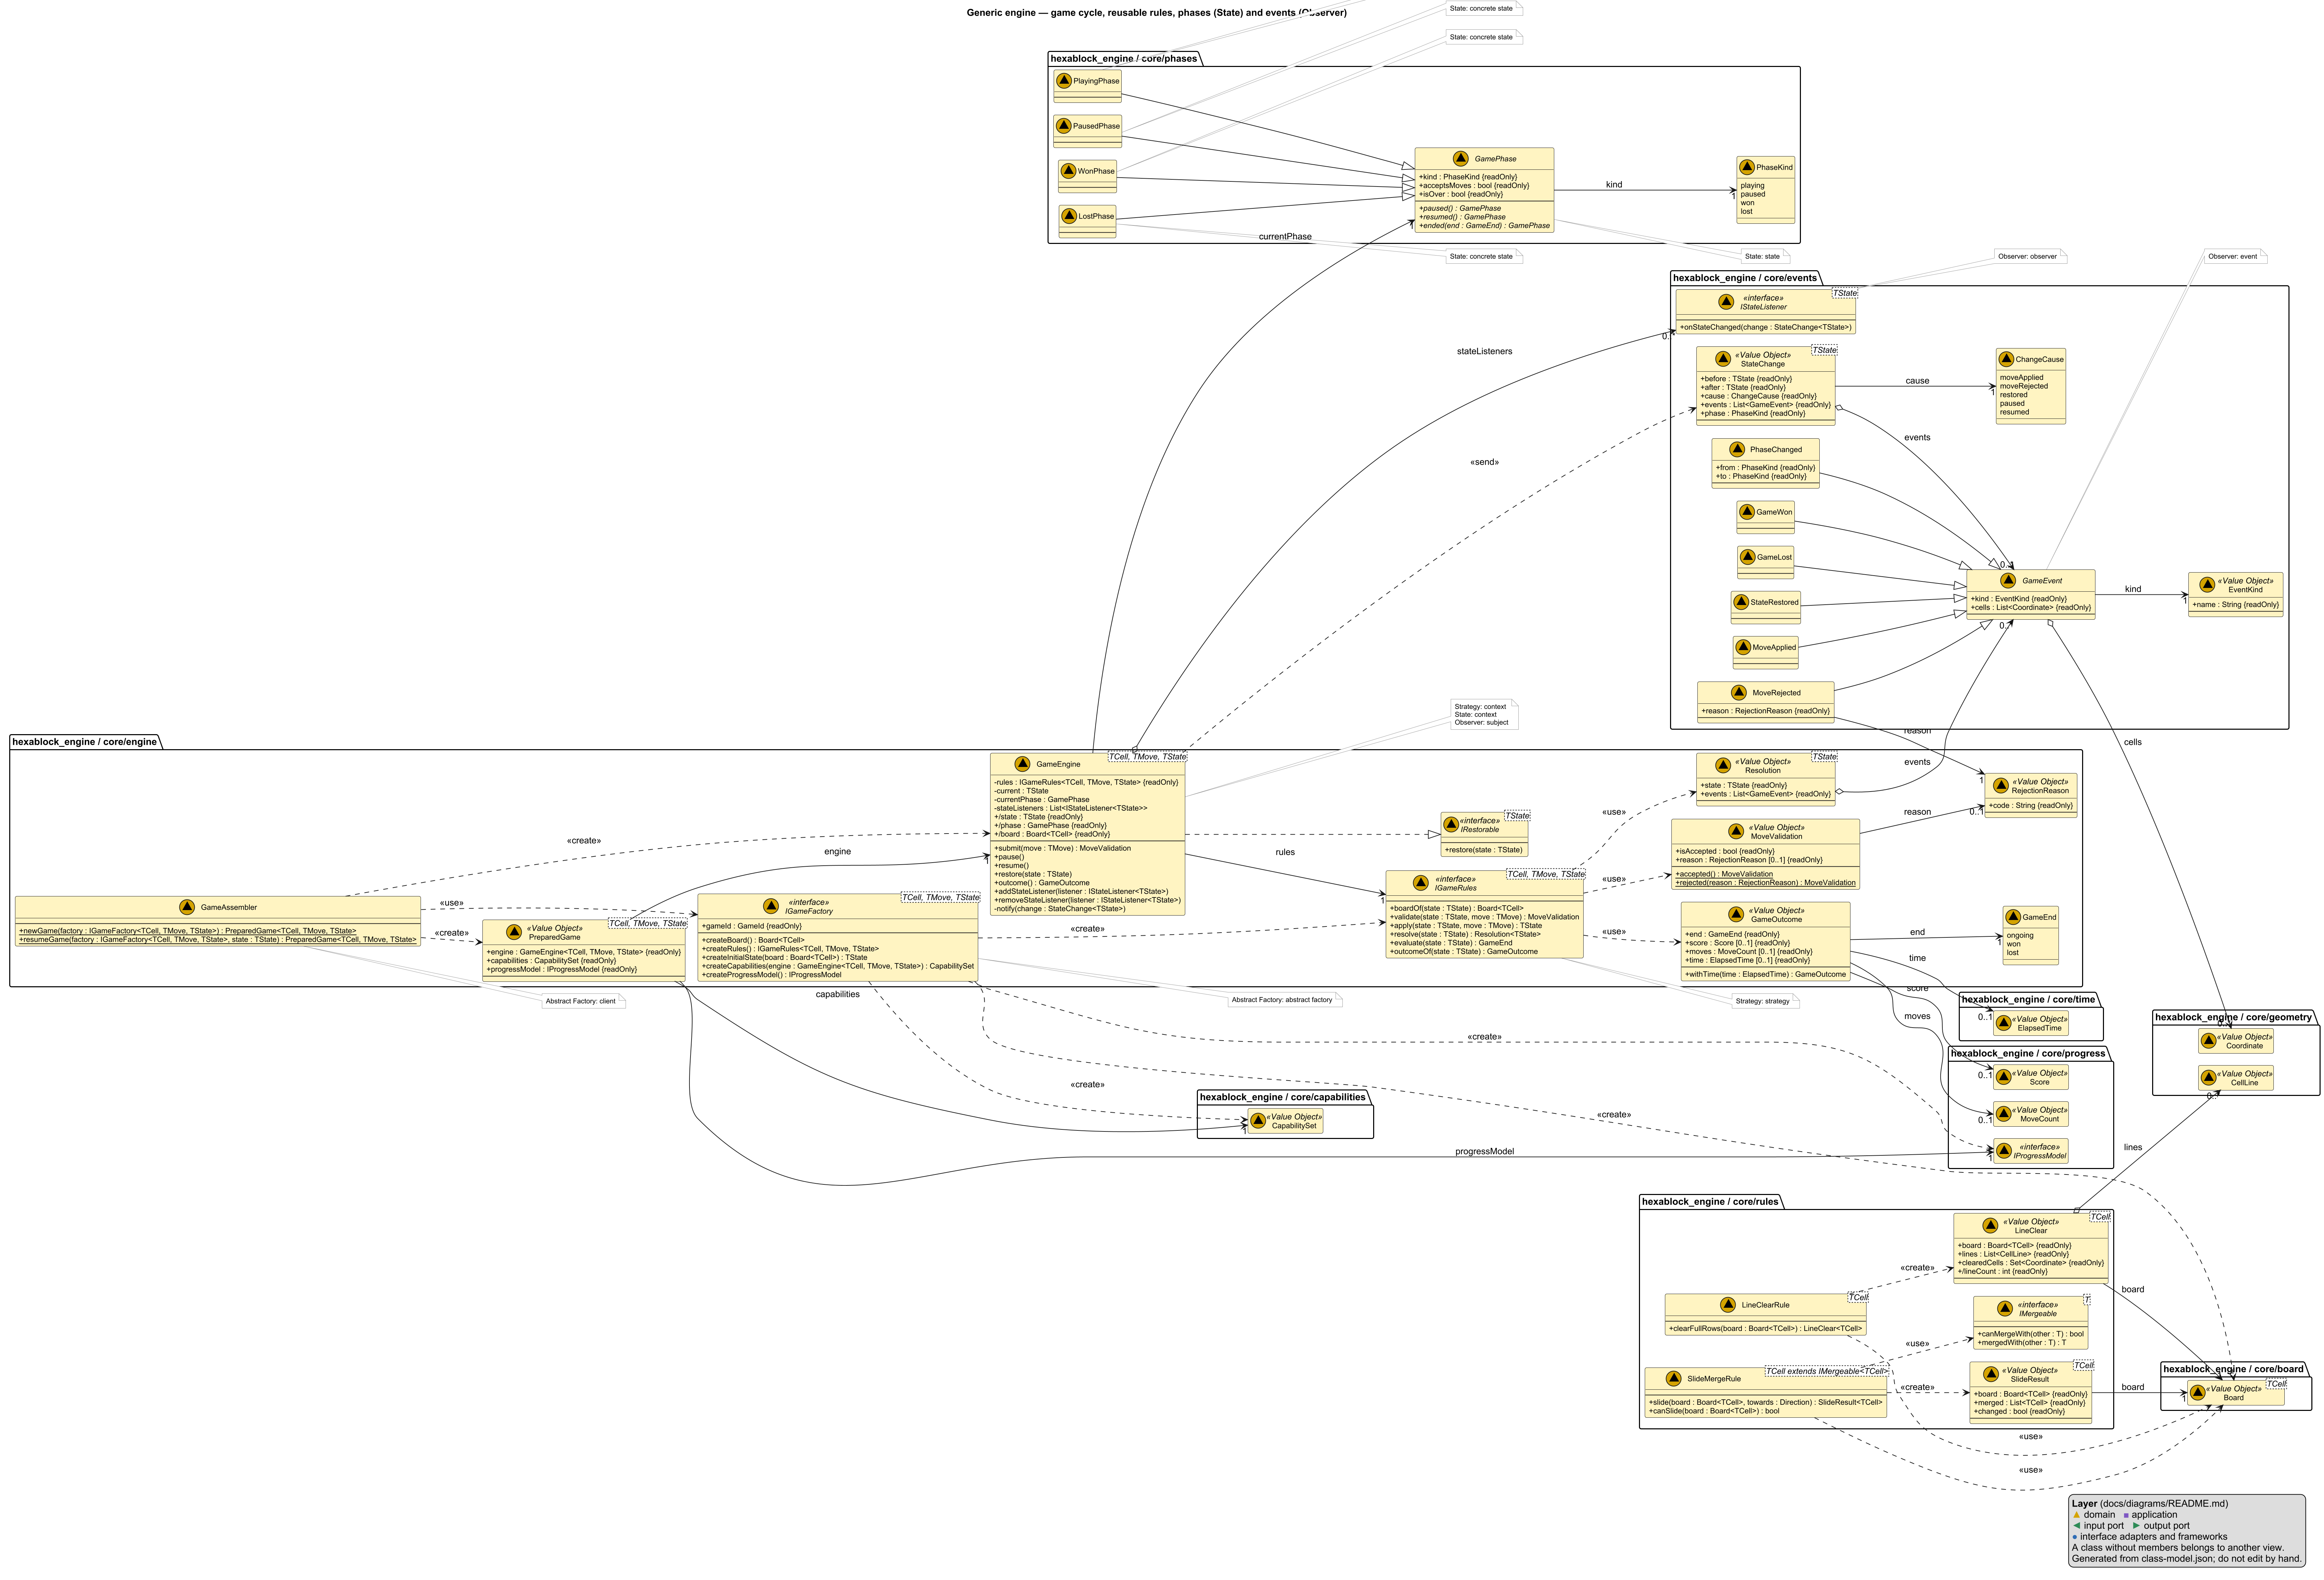 Generic engine — game cycle, reusable rules, phases (State) and events (Observer)
State: concrete state
State: concrete state
hexablock_engine / core/phases
PlayingPhase
PausedPhase
WonPhase
LostPhase
GamePhase
+kind : PhaseKind {readOnly}
+acceptsMoves : bool {readOnly}
+isOver : bool {readOnly}
+paused() : GamePhase
+resumed() : GamePhase
+ended(end : GameEnd) : GamePhase
kind
1
PhaseKind
playing
paused
won
lost
1
currentPhase
State: concrete state
State: state
Observer: observer
Observer: event
hexablock_engine / core/events
TState
«interface»
IStateListener
+onStateChanged(change : StateChange<TState>)
stateListeners
TState
«Value Object»
StateChange
+before : TState {readOnly}
+after : TState {readOnly}
+cause : ChangeCause {readOnly}
+events : List<GameEvent> {readOnly}
+phase : PhaseKind {readOnly}
cause
1
ChangeCause
moveApplied
moveRejected
restored
paused
resumed
events
«send»
PhaseChanged
+from : PhaseKind {readOnly}
+to : PhaseKind {readOnly}
GameWon
GameLost
StateRestored
MoveApplied
MoveRejected
+reason : RejectionReason {readOnly}
GameEvent
+kind : EventKind {readOnly}
+cells : List<Coordinate> {readOnly}
kind
1
«Value Object»
EventKind
+name : String {readOnly}
reason
cells
Strategy: context
State: context
Observer: subject
hexablock_engine / core/engine
TCell, TMove, TState
GameEngine
-rules : IGameRules<TCell, TMove, TState> {readOnly}
-current : TState
-currentPhase : GamePhase
-stateListeners : List<IStateListener<TState>>
+/state : TState {readOnly}
+/phase : GamePhase {readOnly}
+/board : Board<TCell> {readOnly}
+submit(move : TMove) : MoveValidation
+pause()
+resume()
+restore(state : TState)
+outcome() : GameOutcome
+addStateListener(listener : IStateListener<TState>)
+removeStateListener(listener : IStateListener<TState>)
-notify(change : StateChange<TState>)
TState
«Value Object»
Resolution
+state : TState {readOnly}
+events : List<GameEvent> {readOnly}
events
1
«Value Object»
RejectionReason
+code : String {readOnly}
reason
0..1
«use»
TState
«interface»
IRestorable
+restore(state : TState)
«Value Object»
MoveValidation
+isAccepted : bool {readOnly}
+reason : RejectionReason [0..1] {readOnly}
+accepted() : MoveValidation
+rejected(reason : RejectionReason) : MoveValidation
«create»
engine
1
rules
1
«use»
TCell, TMove, TState
«interface»
IGameRules
+boardOf(state : TState) : Board<TCell>
+validate(state : TState, move : TMove) : MoveValidation
+apply(state : TState, move : TMove) : TState
+resolve(state : TState) : Resolution<TState>
+evaluate(state : TState) : GameEnd
+outcomeOf(state : TState) : GameOutcome
GameAssembler
+newGame(factory : IGameFactory<TCell, TMove, TState>) : PreparedGame<TCell, TMove, TState>
+resumeGame(factory : IGameFactory<TCell, TMove, TState>, state : TState) : PreparedGame<TCell, TMove, TState>
«use»
«create»
TCell, TMove, TState
«Value Object»
PreparedGame
+engine : GameEngine<TCell, TMove, TState> {readOnly}
+capabilities : CapabilitySet {readOnly}
+progressModel : IProgressModel {readOnly}
TCell, TMove, TState
«interface»
IGameFactory
+gameId : GameId {readOnly}
+createBoard() : Board<TCell>
+createRules() : IGameRules<TCell, TMove, TState>
+createInitialState(board : Board<TCell>) : TState
+createCapabilities(engine : GameEngine<TCell, TMove, TState>) : CapabilitySet
+createProgressModel() : IProgressModel
«create»
«use»
«Value Object»
GameOutcome
+end : GameEnd {readOnly}
+score : Score [0..1] {readOnly}
+moves : MoveCount [0..1] {readOnly}
+time : ElapsedTime [0..1] {readOnly}
+withTime(time : ElapsedTime) : GameOutcome
end
1
GameEnd
ongoing
won
lost
time
score
moves
capabilities
Abstract Factory: client
Abstract Factory: abstract factory
Strategy: strategy
hexablock_engine / core/time
0..1
«Value Object»
ElapsedTime
hexablock_engine / core/geometry
«Value Object»
Coordinate
«Value Object»
CellLine
hexablock_engine / core/progress
0..1
«Value Object»
Score
0..1
«Value Object»
MoveCount
1
«interface»
IProgressModel
«create»
«create»
«create»
hexablock_engine / core/capabilities
1
«Value Object»
CapabilitySet
progressModel
lines
hexablock_engine / core/rules
TCell
«Value Object»
LineClear
+board : Board<TCell> {readOnly}
+lines : List<CellLine> {readOnly}
+clearedCells : Set<Coordinate> {readOnly}
+/lineCount : int {readOnly}
«create»
board
TCell
LineClearRule
+clearFullRows(board : Board<TCell>) : LineClear<TCell>
T
«interface»
IMergeable
+canMergeWith(other : T) : bool
+mergedWith(other : T) : T
«use»
TCell extends IMergeable<TCell>
SlideMergeRule
+slide(board : Board<TCell>, towards : Direction) : SlideResult<TCell>
+canSlide(board : Board<TCell>) : bool
«create»
TCell
«Value Object»
SlideResult
+board : Board<TCell> {readOnly}
+merged : List<TCell> {readOnly}
+changed : bool {readOnly}
board
1
hexablock_engine / core/board
TCell
«Value Object»
Board
«use»
«use»
Layer (docs/diagrams/README.md)
domain application
input port output port
interface adapters and frameworks
A class without members belongs to another view.
Generated from class-model.json; do not edit by hand.